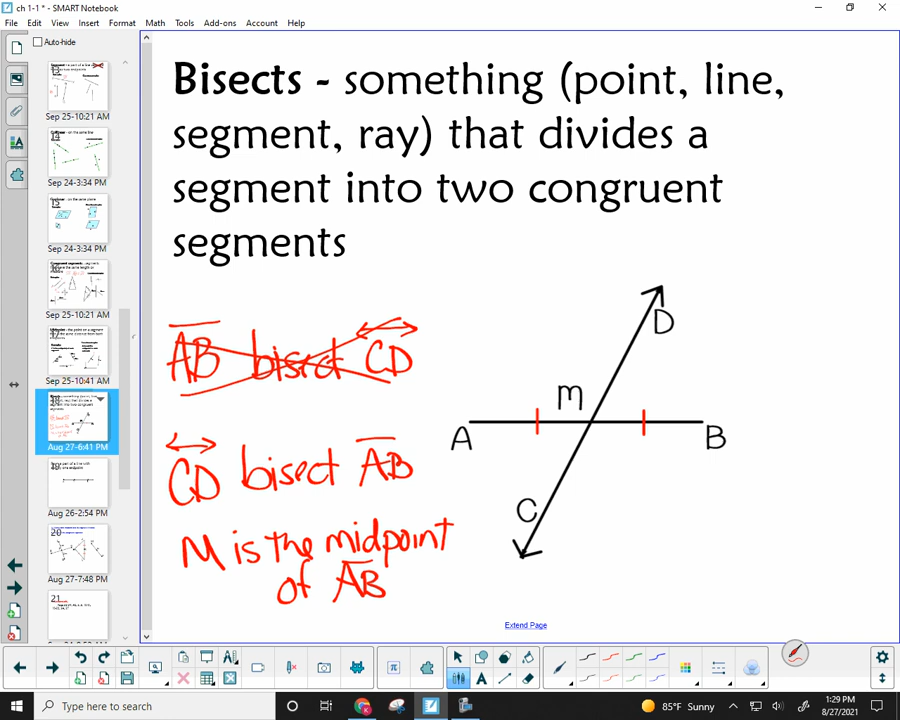 ch 1-1 * - SMART Notebook
File Edit View Insert Format Math Tools Add-ons Account Help
Auto-hide
Sep 25-10:21 AM
14
Sep 24-3:34 PM
15
Sep 24-3:34 PM
Sep 25-10:21 AM
Sep 25-10:41 AM
Aug 27-6:41 PM
Aug 26-2:54 PM
20
Aug 27-7:48 PM
21
Bisects - something (point, line,
segment, ray) that divides a
segment into two congruent
segments
AB bisect CD
CD bisect AB
M is the midpoint
of AB
D
M
A
B
C
Extend Page
Type here to search
85°F Sunny
1:29 PM
8/27/2021